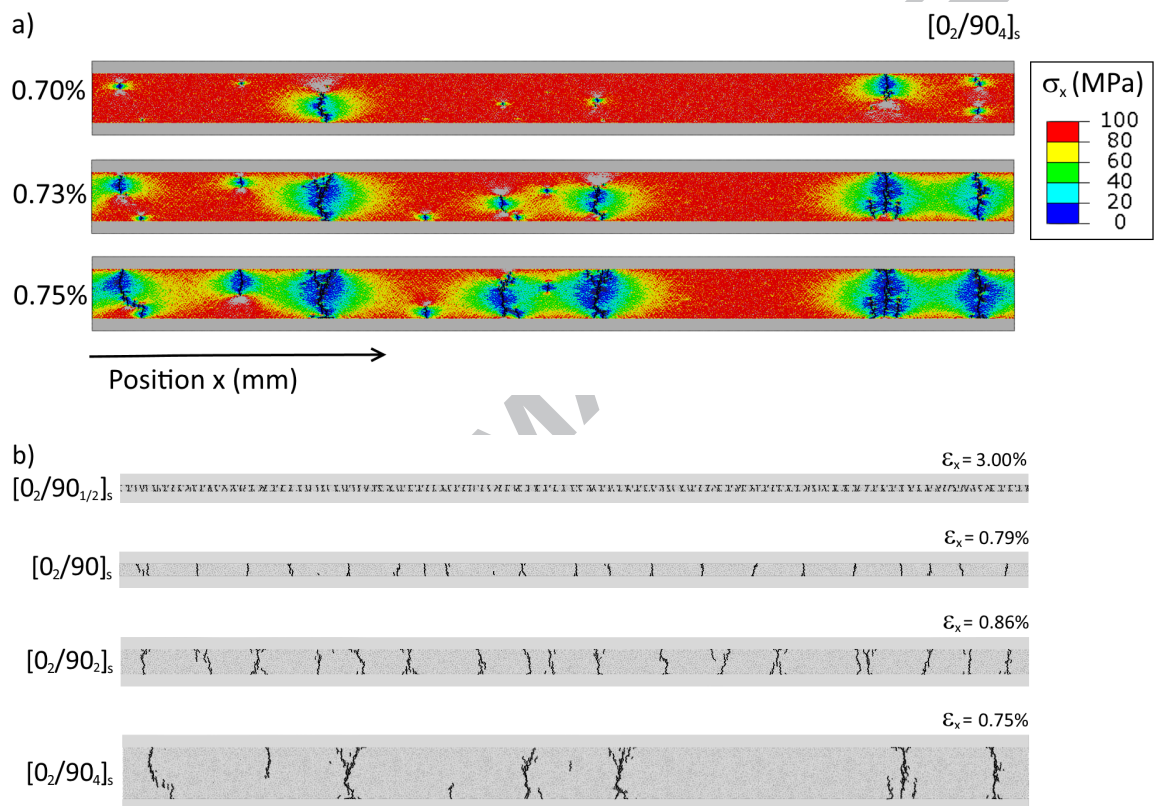 a)
[0₂/90₄]ₛ
0.70%
σₓ (MPa)
100
80
60
40
20
0
0.73%
0.75%
Position x (mm)
b)
εₓ = 3.00%
[0₂/90₁/₂]ₛ
εₓ = 0.79%
[0₂/90]ₛ
εₓ = 0.86%
[0₂/90₂]ₛ
εₓ = 0.75%
[0₂/90₄]ₛ